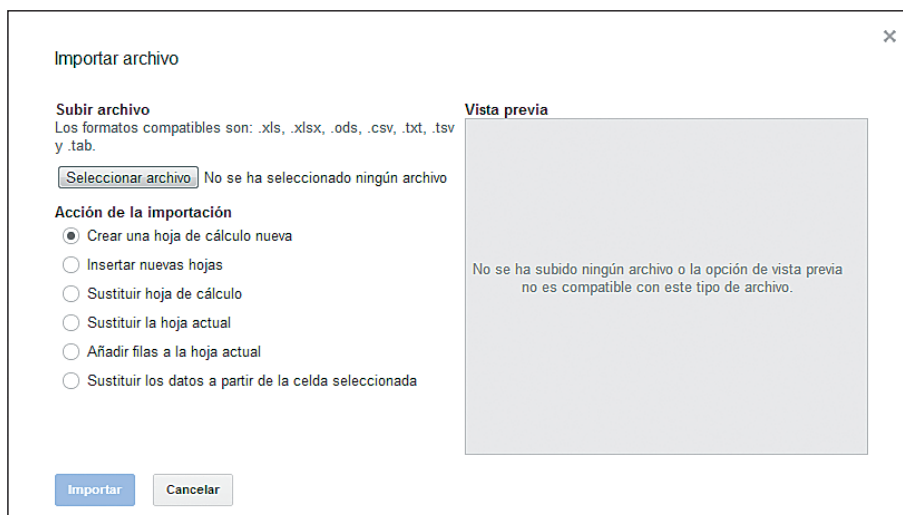 Importar archivo
Subir archivo
Los formatos compatibles son: .xls, .xlsx, .ods, .csv, .txt, .tsv
y .tab.
Seleccionar archivo No se ha seleccionado ningún archivo
Acción de la importación
Crear una hoja de cálculo nueva
Insertar nuevas hojas
Sustituir hoja de cálculo
Sustituir la hoja actual
Añadir filas a la hoja actual
Sustituir los datos a partir de la celda seleccionada
Vista previa
No se ha subido ningún archivo o la opción de vista previa
no es compatible con este tipo de archivo.
Importar Cancelar